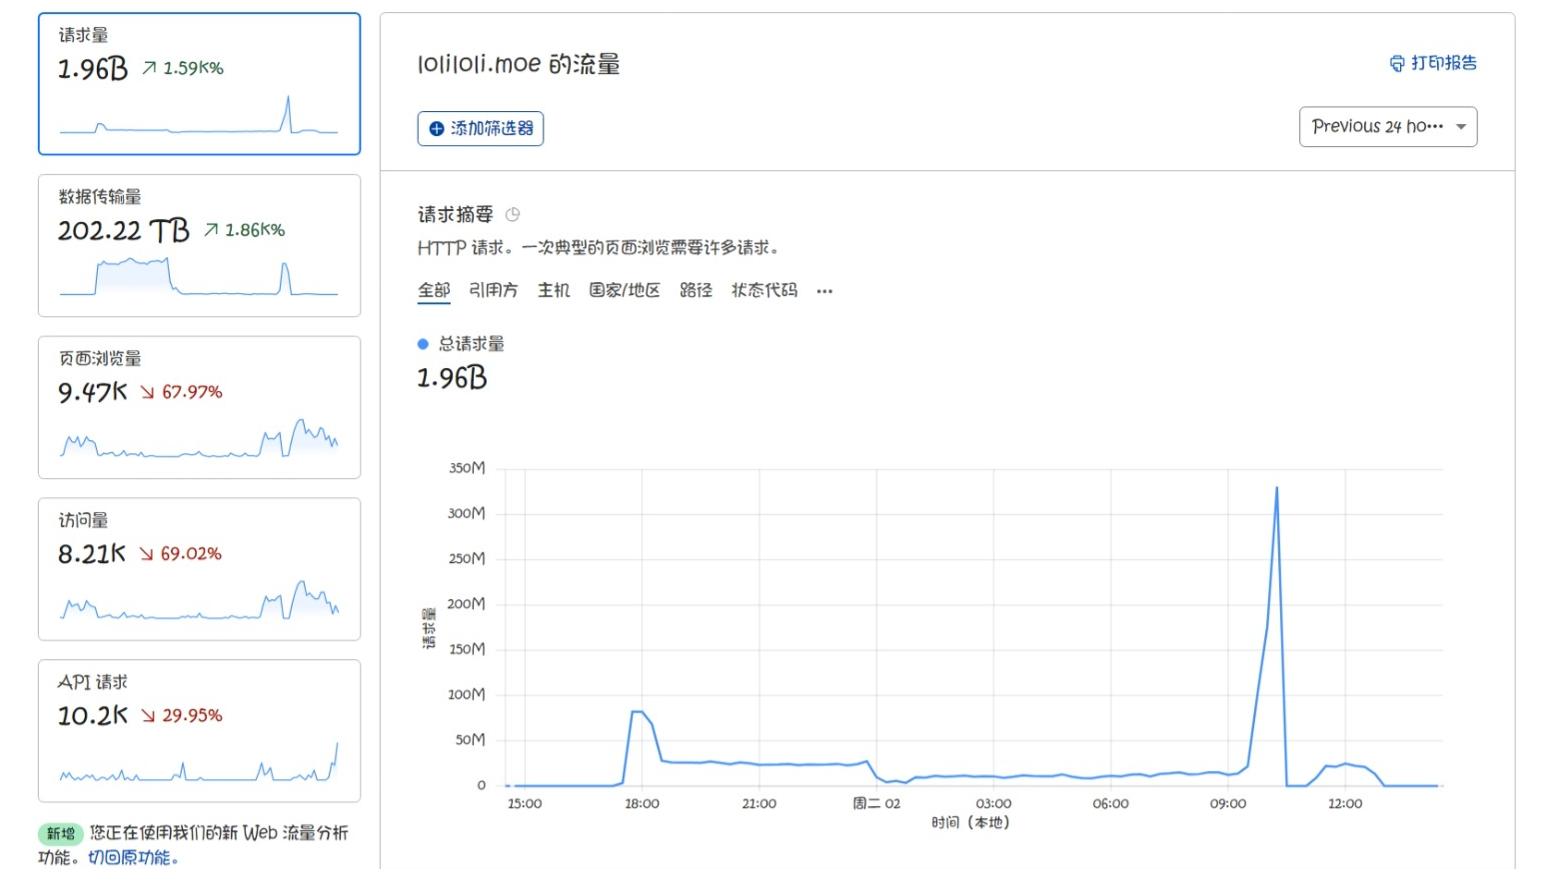 请求量
1.96B ↗ 1.59K%
数据传输量
202.22 TB ↗ 1.86K%
页面浏览量
9.47K ↘ 67.97%
访问量
8.21K ↘ 69.02%
API 请求
10.2K ↘ 29.95%
新增 您正在使用我们的新 Web 流量分析
功能。切回原功能。
loliloli.moe 的流量
打印报告
添加筛选器
Previous 24 ho···
请求摘要
HTTP 请求。一次典型的页面浏览需要许多请求。
全部 引用方 主机 国家/地区 路径 状态代码 ···
总请求量
1.96B
350M
300M
250M
200M
150M
100M
50M
0
请求量
15:00 18:00 21:00 周二 02 03:00 06:00 09:00 12:00
时间（本地）